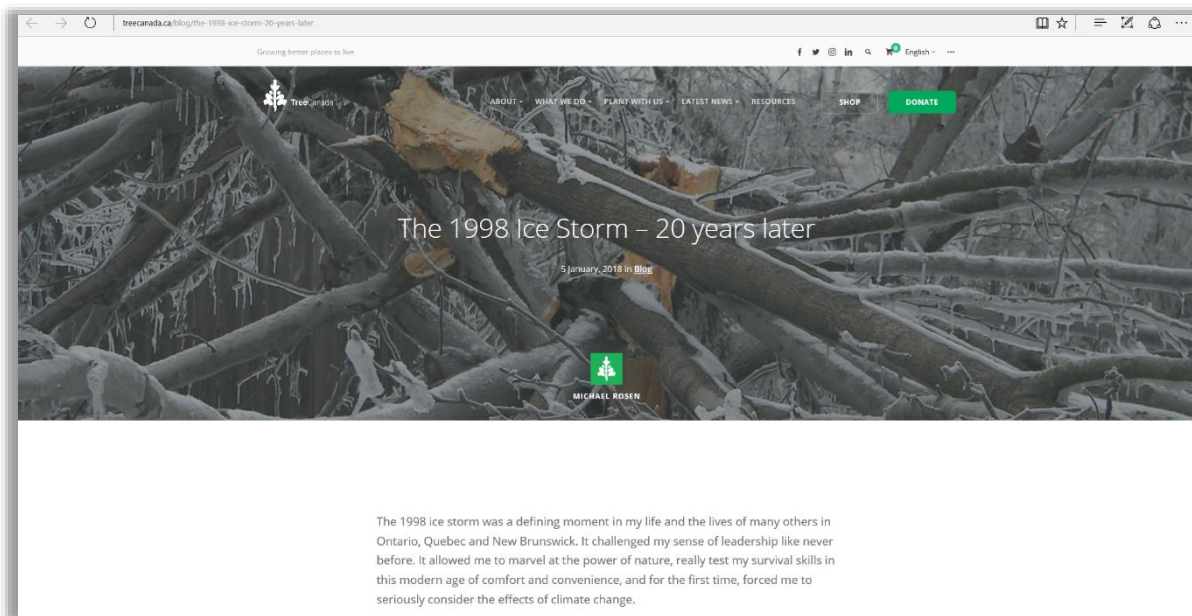 treecanada.ca/blog/the-1998-ice-storm-20-years-later
Growing better places to live
English
TreeCanada
ABOUT WHAT WE DO PLANT WITH US LATEST NEWS RESOURCES SHOP DONATE
The 1998 Ice Storm – 20 years later
5 January, 2018 in Blog
MICHAEL ROSEN
The 1998 ice storm was a defining moment in my life and the lives of many others in
Ontario, Quebec and New Brunswick. It challenged my sense of leadership like never
before. It allowed me to marvel at the power of nature, really test my survival skills in
this modern age of comfort and convenience, and for the first time, forced me to
seriously consider the effects of climate change.